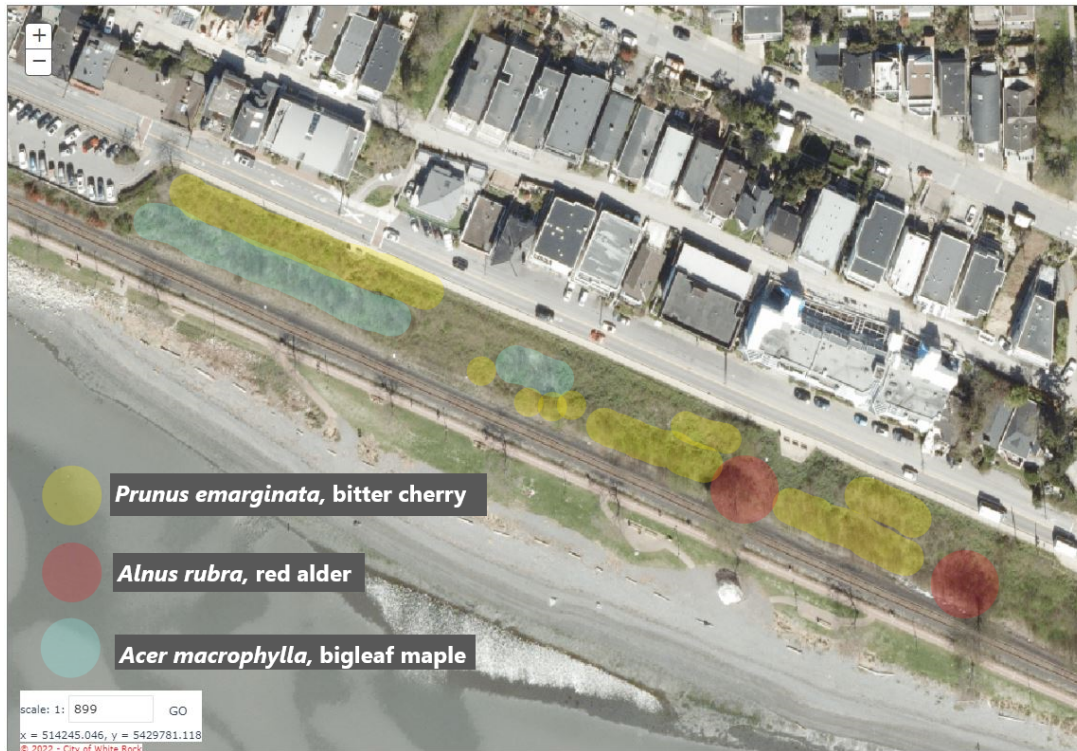 +
−
Prunus emarginata, bitter cherry
Alnus rubra, red alder
Acer macrophylla, bigleaf maple
scale: 1: 899 GO
x = 514245.046, y = 5429781.118
© 2022 - City of White Rock